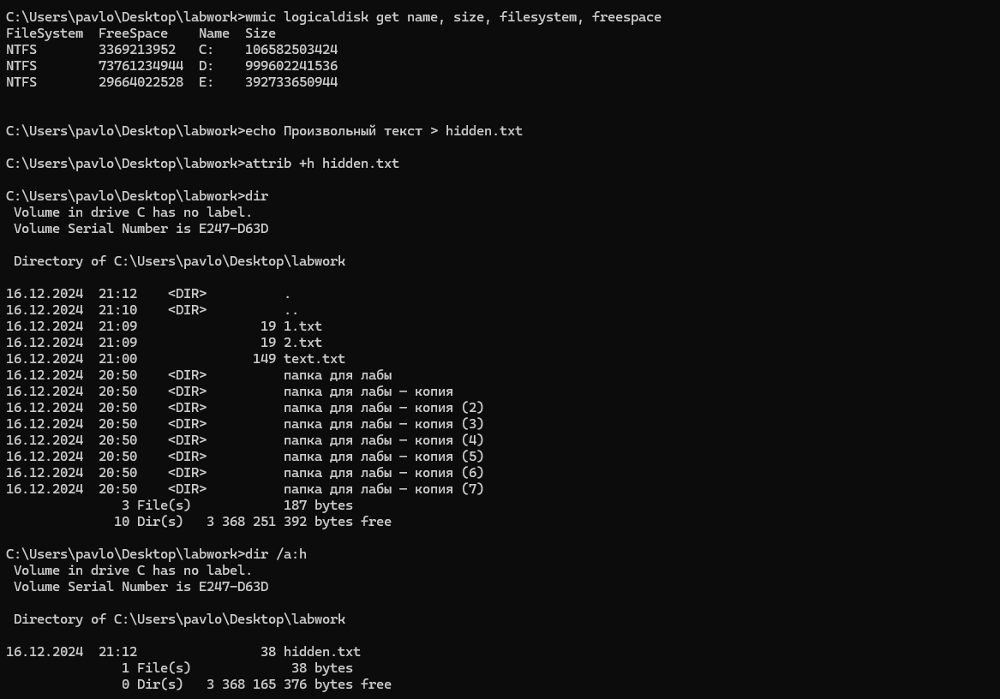 C:\Users\pavlo\Desktop\labwork>wmic logicaldisk get name, size, filesystem, freespace
FileSystem  FreeSpace    Name  Size
NTFS        3369213952   C:    106582503424
NTFS        73761234944  D:    999602241536
NTFS        29664022528  E:    392733650944
C:\Users\pavlo\Desktop\labwork>echo Произвольный текст > hidden.txt
C:\Users\pavlo\Desktop\labwork>attrib +h hidden.txt
C:\Users\pavlo\Desktop\labwork>dir
 Volume in drive C has no label.
 Volume Serial Number is E247-D63D
 Directory of C:\Users\pavlo\Desktop\labwork
16.12.2024  21:12    <DIR>          .
16.12.2024  21:10    <DIR>          ..
16.12.2024  21:09                19 1.txt
16.12.2024  21:09                19 2.txt
16.12.2024  21:00               149 text.txt
16.12.2024  20:50    <DIR>          папка для лабы
16.12.2024  20:50    <DIR>          папка для лабы — копия
16.12.2024  20:50    <DIR>          папка для лабы — копия (2)
16.12.2024  20:50    <DIR>          папка для лабы — копия (3)
16.12.2024  20:50    <DIR>          папка для лабы — копия (4)
16.12.2024  20:50    <DIR>          папка для лабы — копия (5)
16.12.2024  20:50    <DIR>          папка для лабы — копия (6)
16.12.2024  20:50    <DIR>          папка для лабы — копия (7)
               3 File(s)            187 bytes
              10 Dir(s)   3 368 251 392 bytes free
C:\Users\pavlo\Desktop\labwork>dir /a:h
 Volume in drive C has no label.
 Volume Serial Number is E247-D63D
 Directory of C:\Users\pavlo\Desktop\labwork
16.12.2024  21:12                38 hidden.txt
               1 File(s)             38 bytes
               0 Dir(s)   3 368 165 376 bytes free